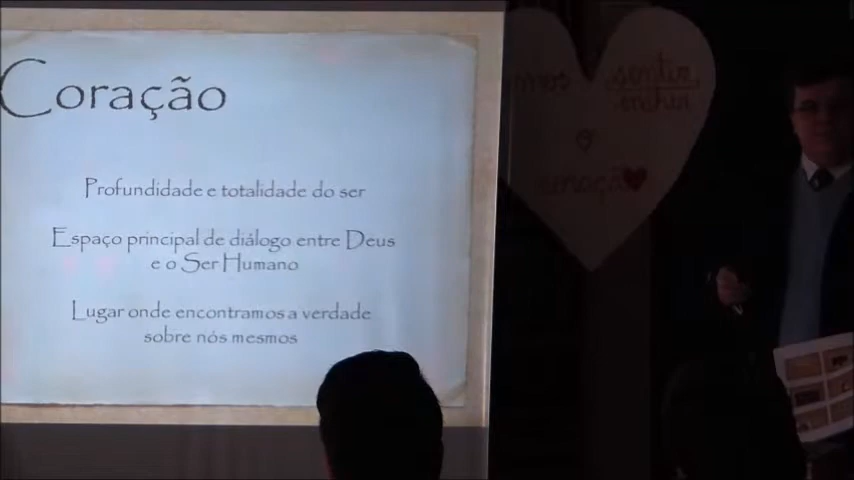 Coração
Profundidade e totalidade do ser
Espaço principal de diálogo entre Deus
e o Ser Humano
Lugar onde encontramos a verdade
sobre nós mesmos
sentir